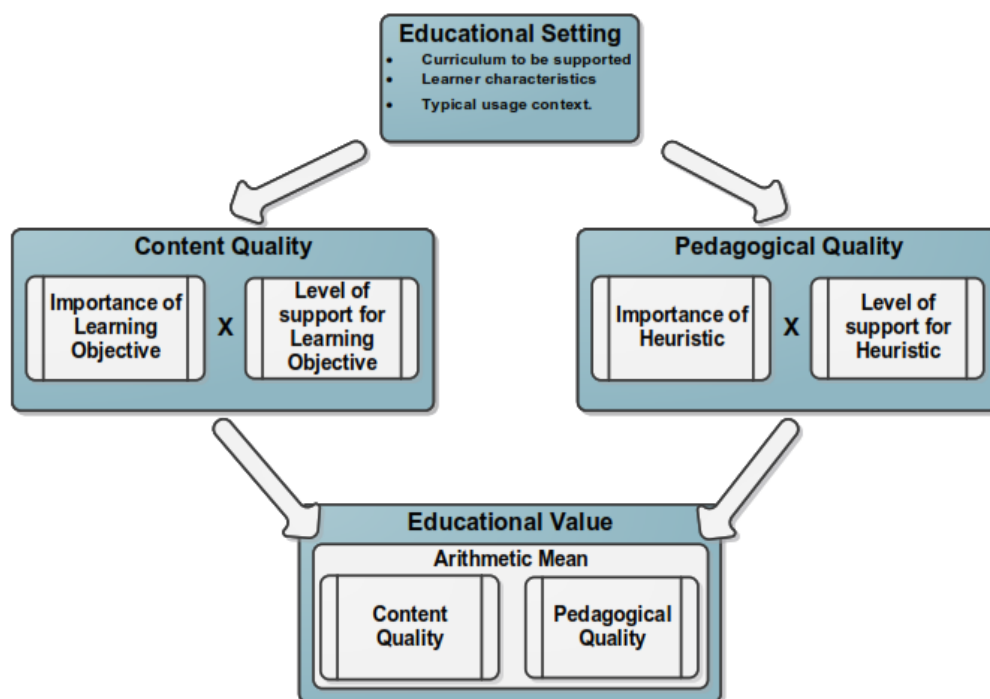 Educational Setting
• Curriculum to be supported
• Learner characteristics
• Typical usage context.
Content Quality
Importance of
Learning
Objective
X
Level of
support for
Learning
Objective
Pedagogical Quality
Importance of
Heuristic
X
Level of
support for
Heuristic
Educational Value
Arithmetic Mean
Content
Quality
Pedagogical
Quality